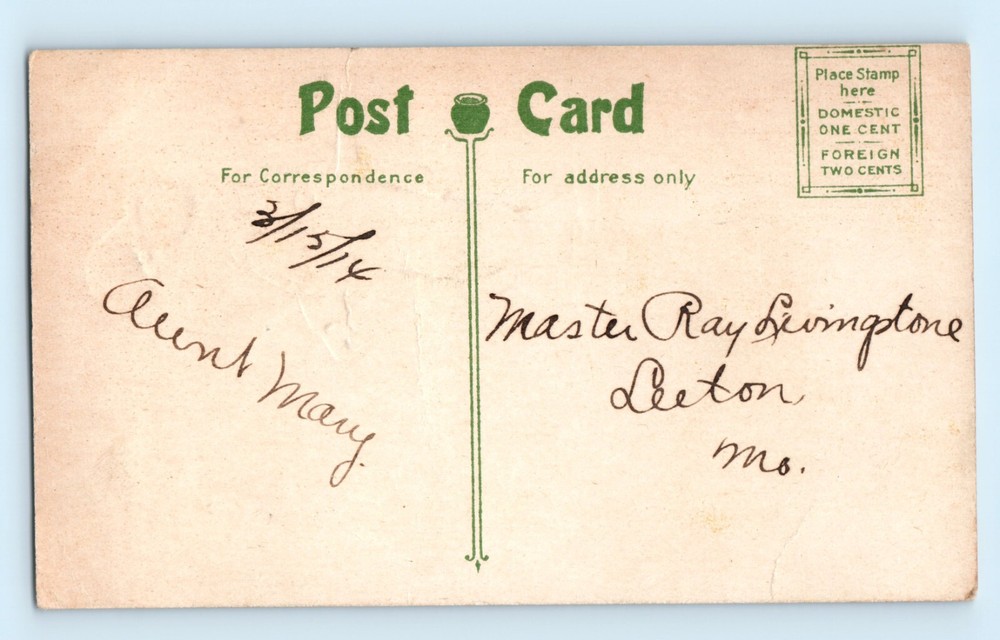 Post Card
Place Stamp
here
DOMESTIC
ONE CENT
FOREIGN
TWO CENTS
For Correspondence
For address only
3/15/14
Aunt Mary.
Master Ray Livingstone
Leeton,
Mo.